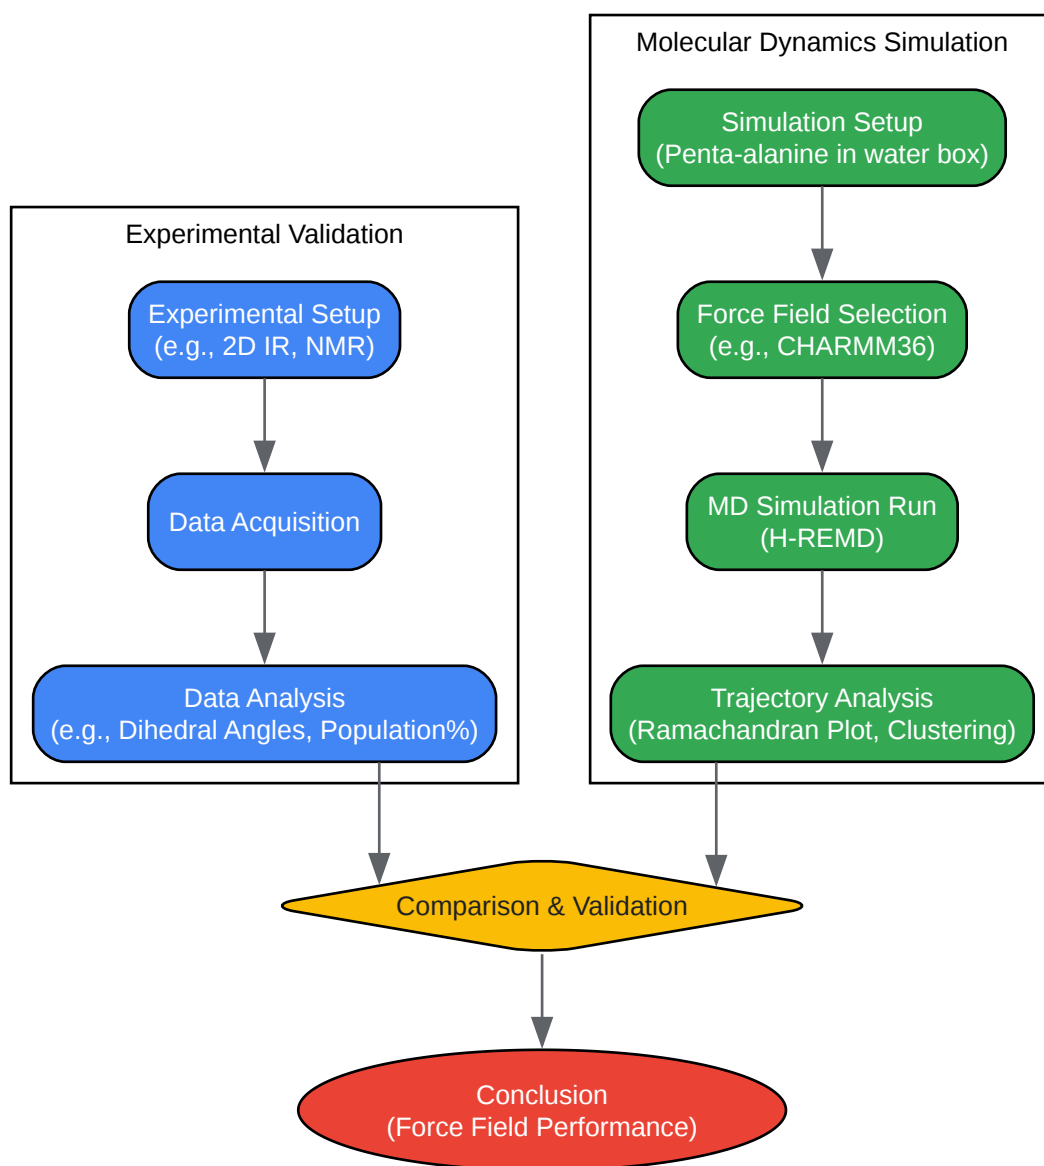 Molecular Dynamics Simulation
Simulation Setup
(Penta-alanine in water box)
Experimental Validation
Experimental Setup
(e.g., 2D IR, NMR)
Force Field Selection
(e.g., CHARMM36)
Data Acquisition
MD Simulation Run
(H-REMD)
Data Analysis
(e.g., Dihedral Angles, Population%)
Trajectory Analysis
(Ramachandran Plot, Clustering)
Comparison & Validation
Conclusion
(Force Field Performance)